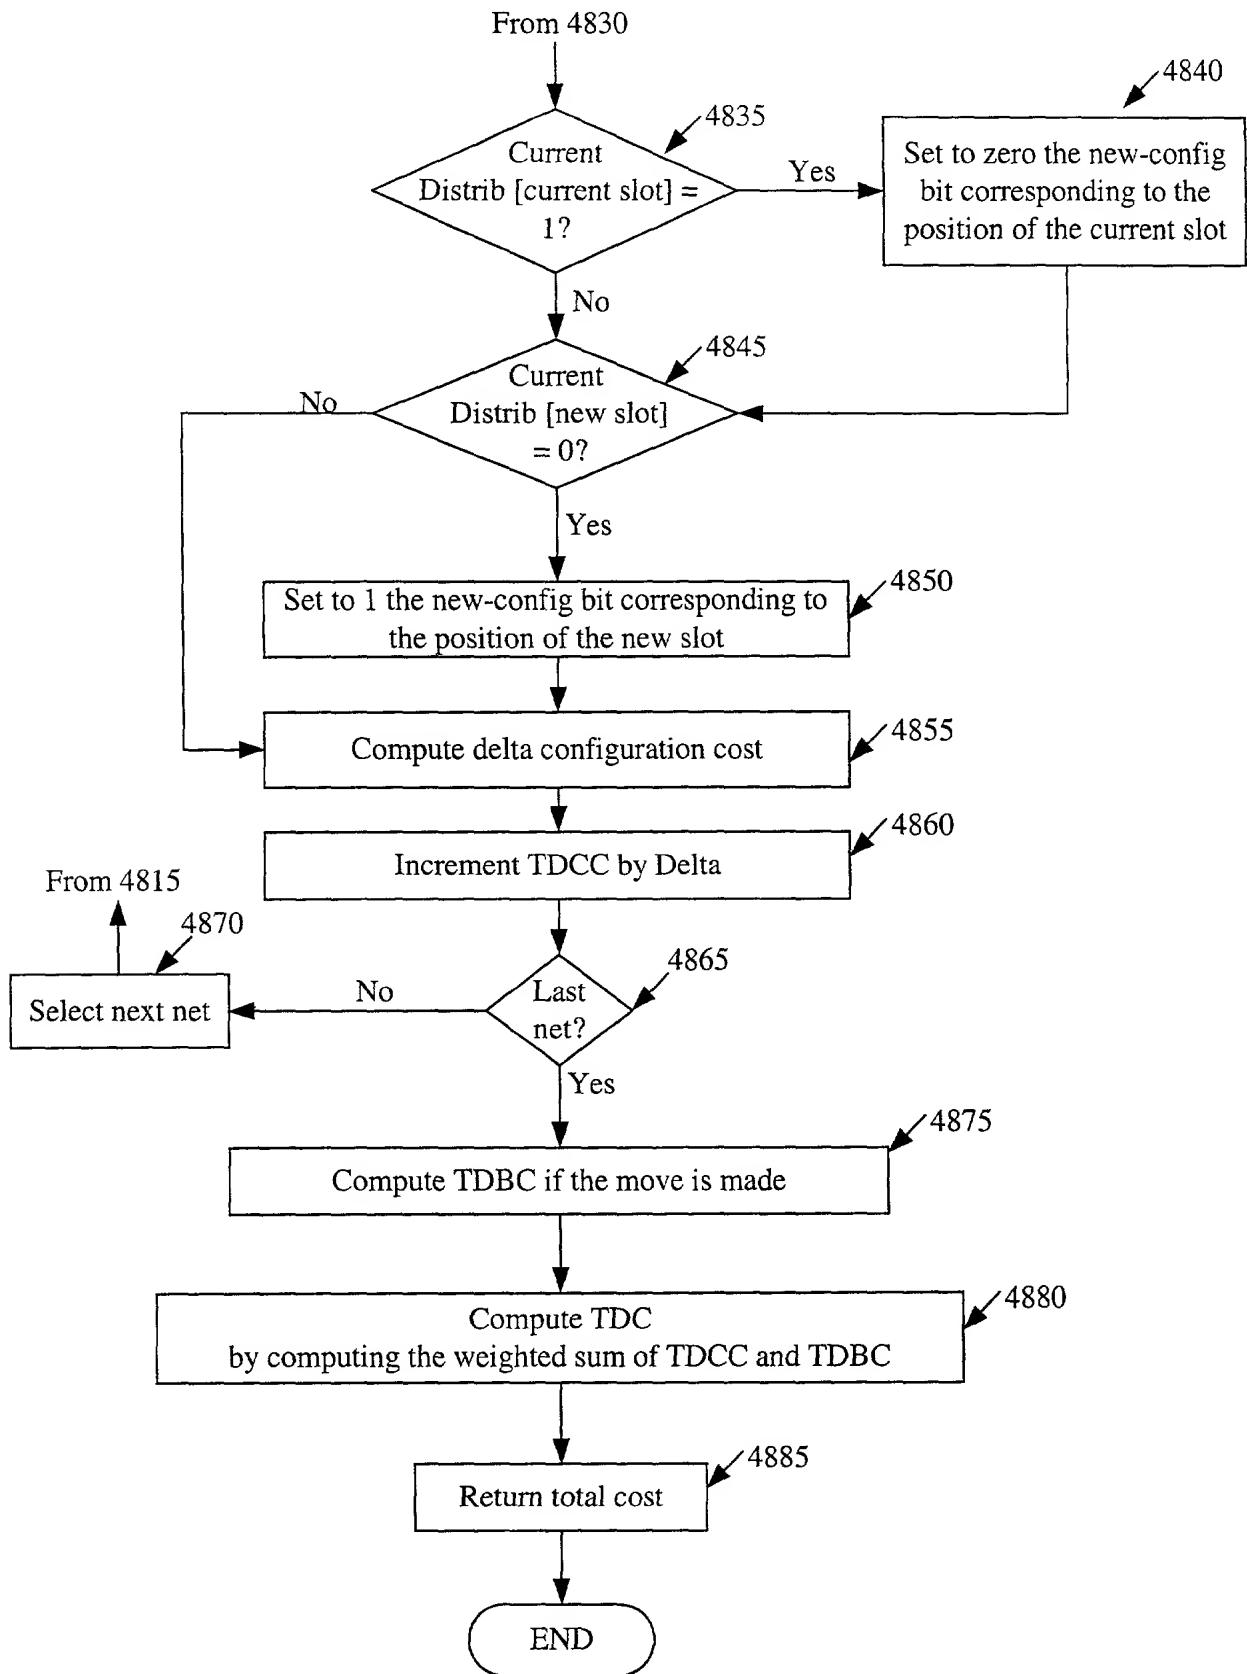 From 4830
4835
Current
Distrib [current slot] =
1?
Yes
4840
Set to zero the new-config
bit corresponding to the
position of the current slot
No
4845
Current
Distrib [new slot]
= 0?
No
Yes
4850
Set to 1 the new-config bit corresponding to
the position of the new slot
4855
Compute delta configuration cost
4860
Increment TDCC by Delta
From 4815
4870
Select next net
No
4865
Last
net?
Yes
4875
Compute TDBC if the move is made
4880
Compute TDC
by computing the weighted sum of TDCC and TDBC
4885
Return total cost
END